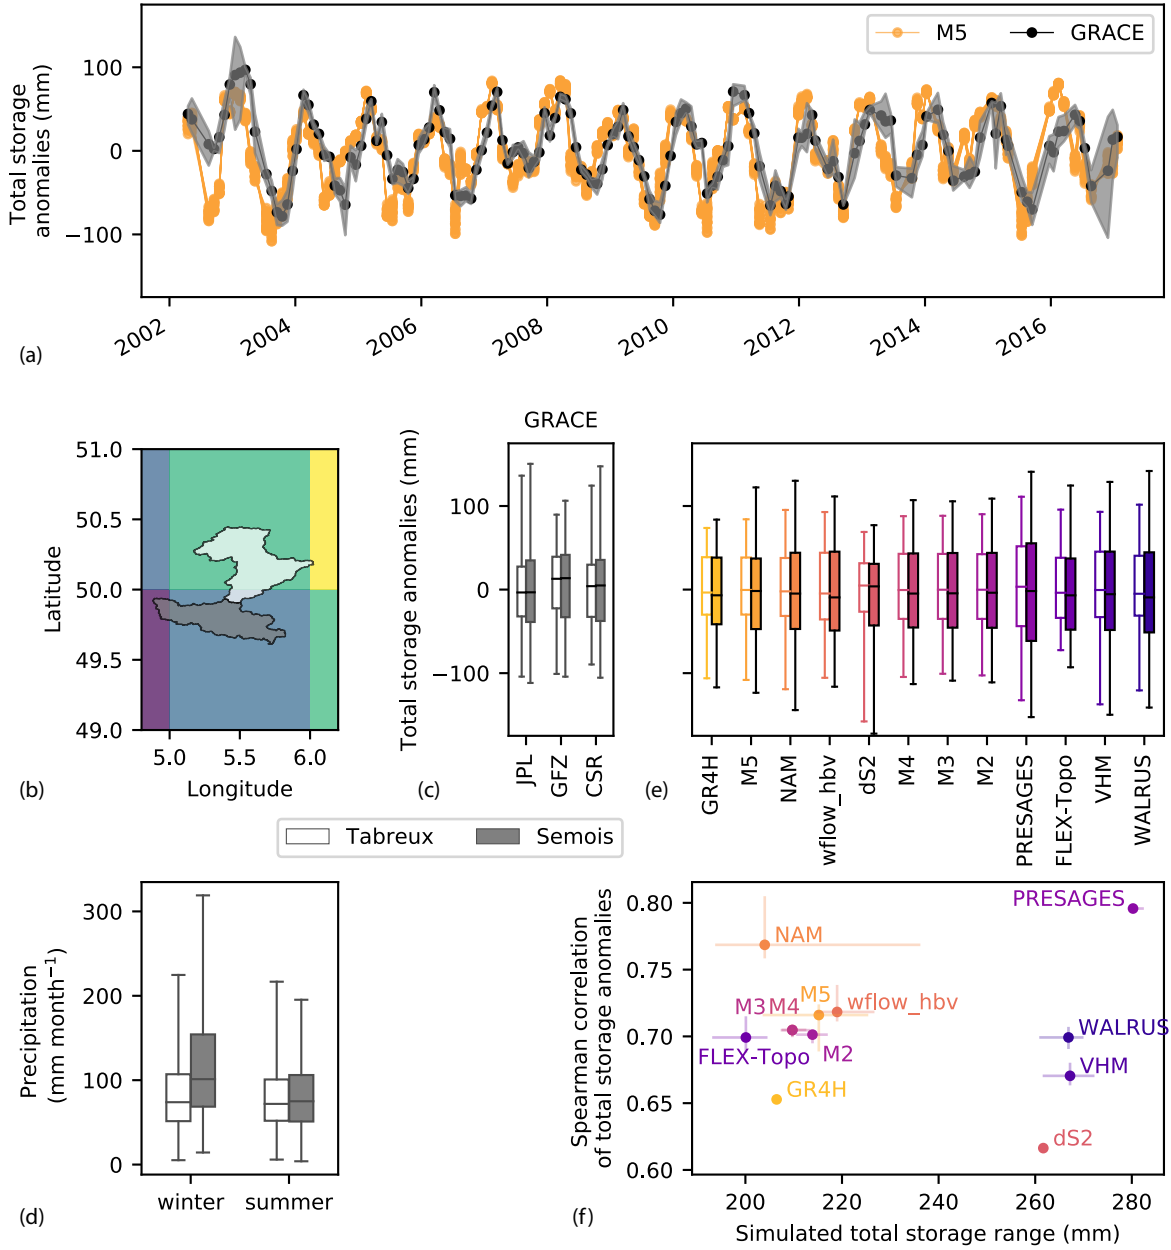 M5 GRACE
Total storage
anomalies (mm)
100
0
−100
2002 2004 2006 2008 2010 2012 2014 2016
(a)
51.0
50.5
50.0
49.5
49.0
Latitude
5.0 5.5 6.0
Longitude
(b)
GRACE
Total storage anomalies (mm)
100
0
−100
JPL GFZ CSR
(c)
GR4H M5 NAM wflow_hbv dS2 M4 M3 M2 PRESAGES FLEX-Topo VHM WALRUS
(e)
Tabreux Semois
Precipitation
(mm month−1)
300
200
100
0
winter summer
(d)
Spearman correlation
of total storage anomalies
0.80
0.75
0.70
0.65
0.60
PRESAGES
NAM
M5 wflow_hbv
M3 M4
WALRUS
FLEX-Topo M2
VHM
GR4H
dS2
200 220 240 260 280
Simulated total storage range (mm)
(f)